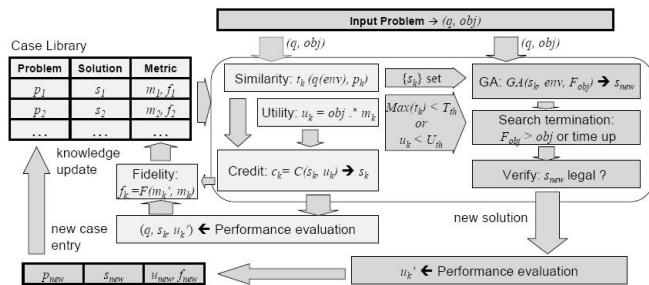 Input Problem → (q, obj)
Case Library
(q, obj)
(q, obj)
Problem Solution Metric
p1 s1 m1, f1
p2 s2 m2, f2
... ... ...
Similarity: tk (q(env), pk)
{sk} set
GA: GA(sk, env, Fobj) → snew
Utility: uk = obj .* mk
Max(tk) < Tth
or
uk < Uth
Search termination:
Fobj > obj or time up
knowledge
update
Fidelity:
fk =F(mk', mk)
Credit: ck = C(sk, uk) → sk
Verify: snew legal ?
new case
entry
(q, sk, uk') ← Performance evaluation
new solution
pnew snew unew, fnew
uk' ← Performance evaluation